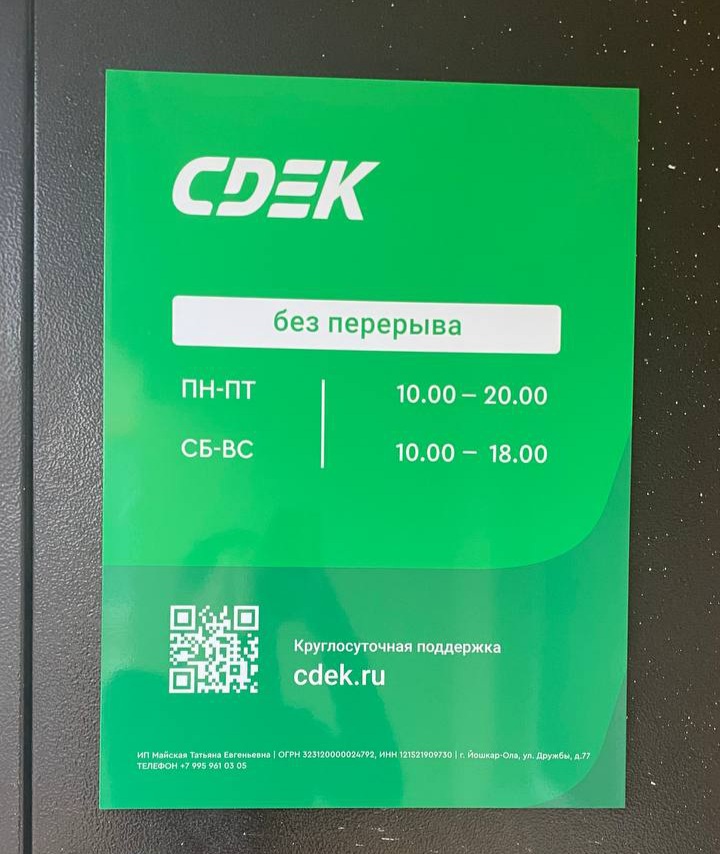 CDEK
без перерыва
ПН-ПТ 10.00 – 20.00
СБ-ВС 10.00 – 18.00
Круглосуточная поддержка
cdek.ru
ИП Майская Татьяна Евгеньевна | ОГРН 323120000024792, ИНН 121521909730 | г. Йошкар-Ола, ул. Дружбы, д.77
ТЕЛЕФОН +7 995 961 03 05